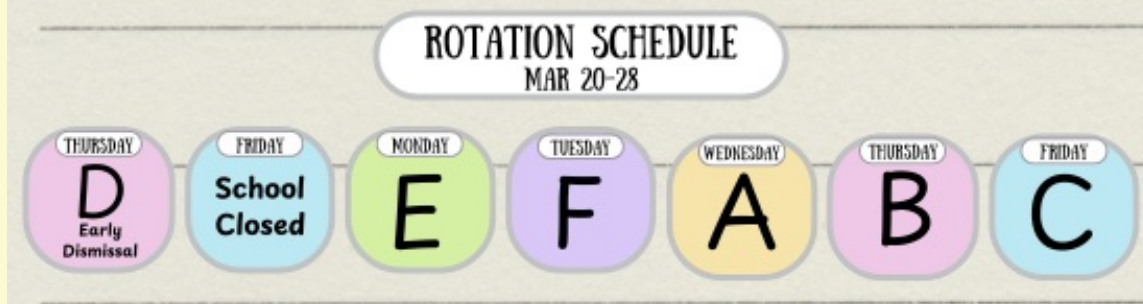 ROTATION SCHEDULE
MAR 20-28
THURSDAY
D
Early
Dismissal
FRIDAY
School
Closed
MONDAY
E
TUESDAY
F
WEDNESDAY
A
THURSDAY
B
FRIDAY
C